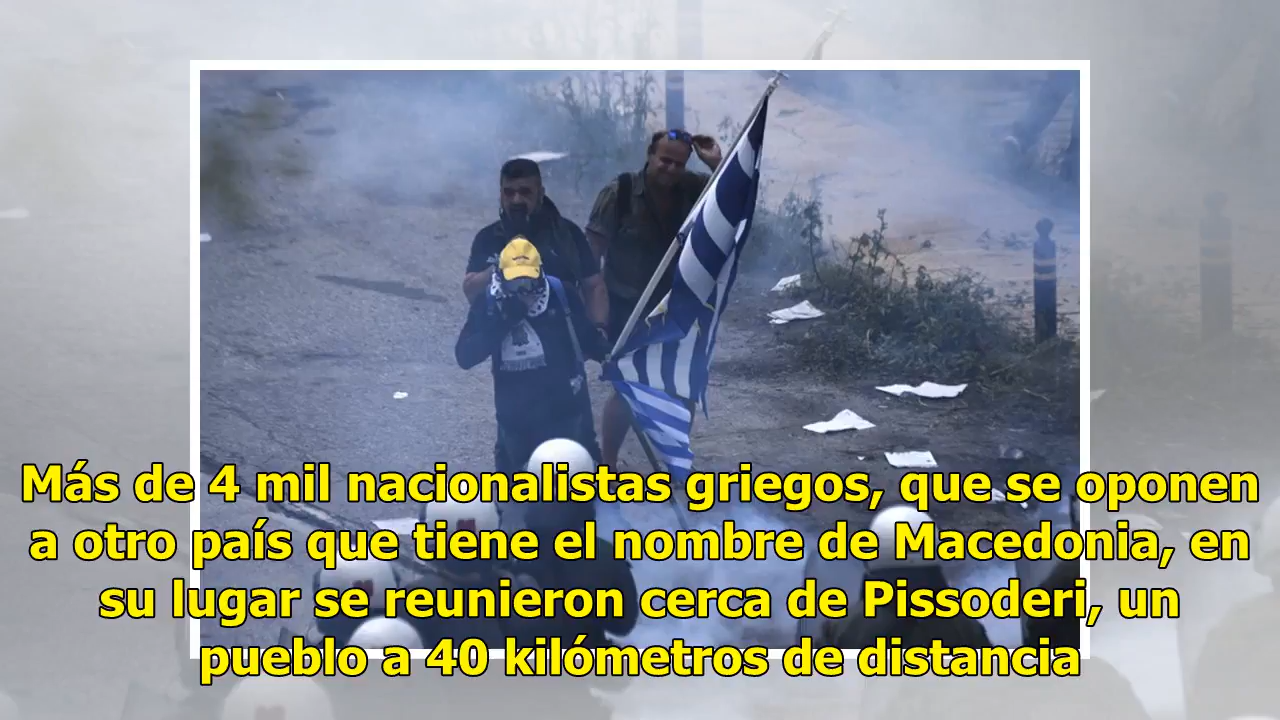 Más de 4 mil nacionalistas griegos, que se oponen
a otro país que tiene el nombre de Macedonia, en
su lugar se reunieron cerca de Pissoderi, un
pueblo a 40 kilómetros de distancia